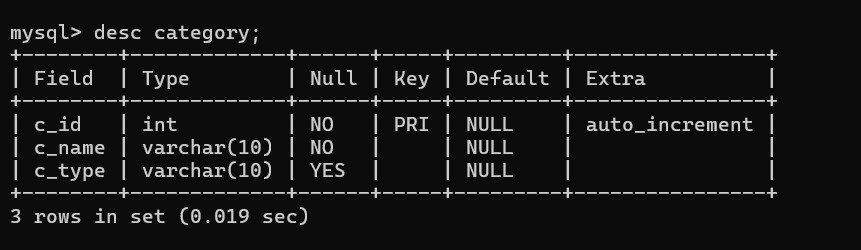 mysql> desc category;
+--------+-------------+------+-----+---------+----------------+
| Field  | Type        | Null | Key | Default | Extra          |
+--------+-------------+------+-----+---------+----------------+
| c_id   | int         | NO   | PRI | NULL    | auto_increment |
| c_name | varchar(10) | NO   |     | NULL    |                |
| c_type | varchar(10) | YES  |     | NULL    |                |
+--------+-------------+------+-----+---------+----------------+
3 rows in set (0.019 sec)